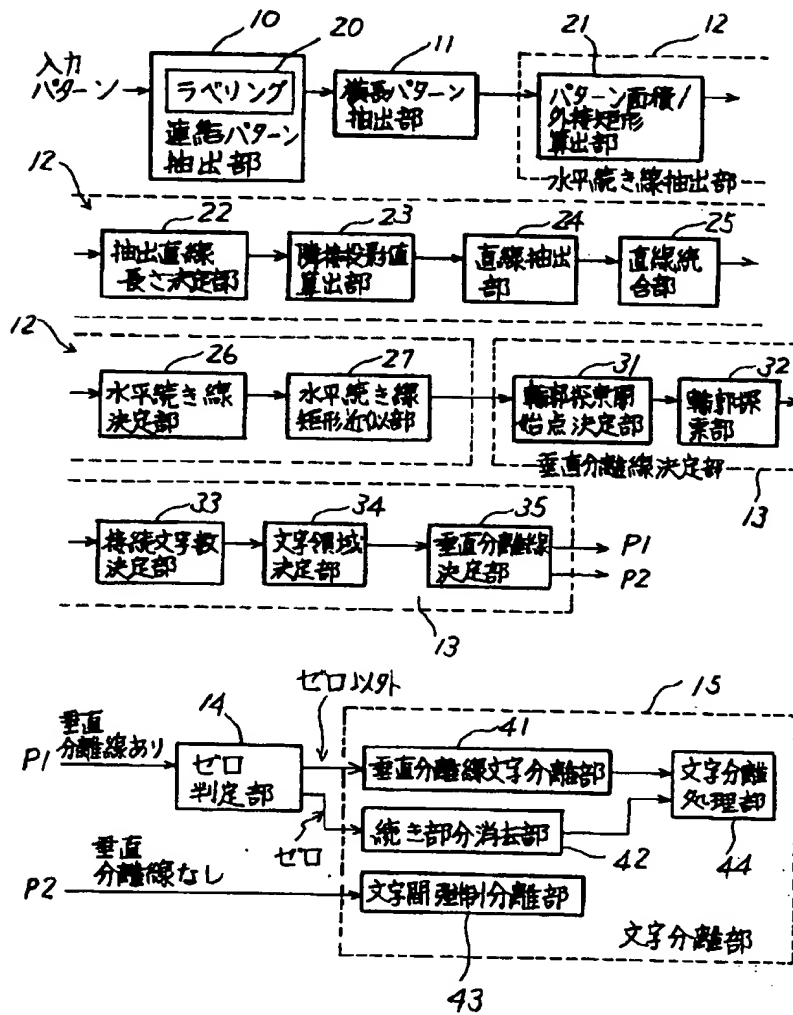 10
20
11
21
12
入力
パターン
ラベリング
連結パターン
抽出部
横長パターン
抽出部
パターン面積/
外接矩形
算出部
水平続き線抽出部
12
22
23
24
25
抽出直線
長さ決定部
隣接投影値
算出部
直線抽出
部
直線統
合部
12
26
27
31
32
水平続き線
決定部
水平続き線
矩形近似部
輪郭探索開
始点決定部
輪郭探
索部
垂直分離線決定部
13
33
34
35
接続文字数
決定部
文字領域
決定部
垂直分離線
決定部
P1
P2
13
ゼロ以外
15
垂直
分離線あり
P1
14
ゼロ
判定部
41
垂直分離線文字分離部
文字分離
処理部
44
ゼロ
続き部分消去部
42
垂直
分離線なし
P2
文字間強制分離部
43
文字分離部